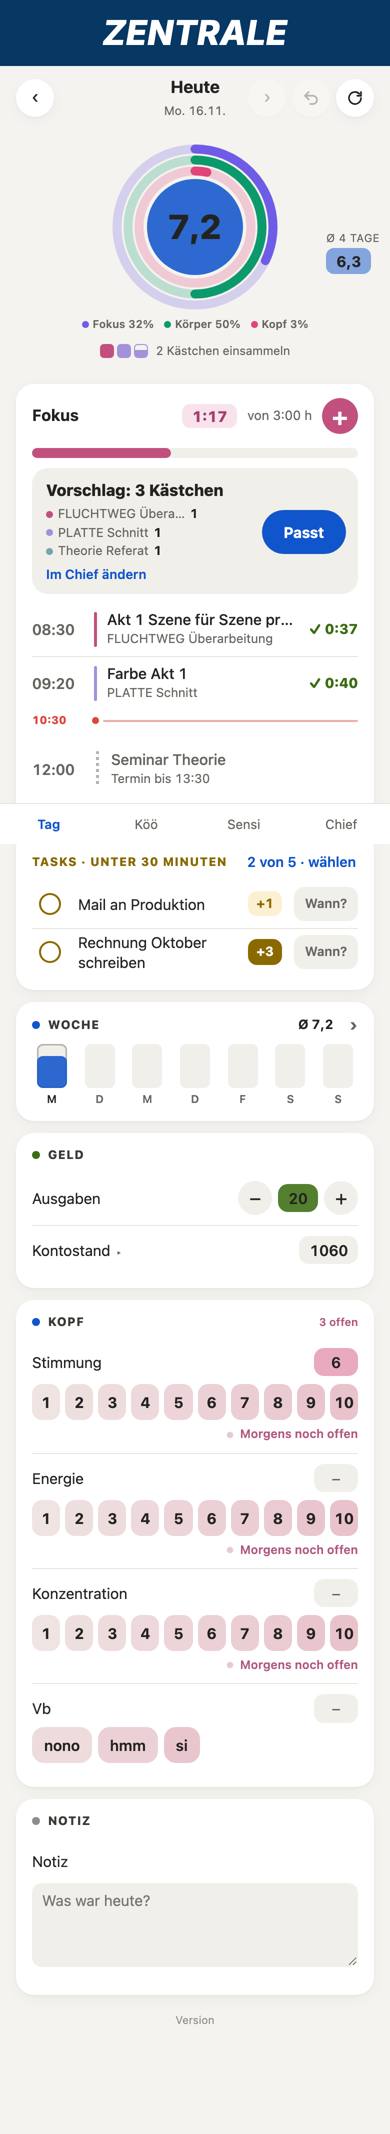 ZENTRALE
Heute
Mo. 16.11.
7,2
Ø 4 TAGE
6,3
Fokus 32% Körper 50% Kopf 3%
2 Kästchen einsammeln
Fokus 1:17 von 3:00 h +
Vorschlag: 3 Kästchen
FLUCHTWEG Übera... 1
PLATTE Schnitt 1
Theorie Referat 1
Passt
Im Chief ändern
08:30 Akt 1 Szene für Szene pr... ✓ 0:37
FLUCHTWEG Überarbeitung
09:20 Farbe Akt 1 ✓ 0:40
PLATTE Schnitt
10:30
12:00 Seminar Theorie
Termin bis 13:30
Tag Köö Sensi Chief
TASKS · UNTER 30 MINUTEN 2 von 5 · wählen
Mail an Produktion +1 Wann?
Rechnung Oktober
schreiben +3 Wann?
WOCHE Ø 7,2 ›
M D M D F S S
GELD
Ausgaben − 20 +
Kontostand 1060
KOPF 3 offen
Stimmung 6
1 2 3 4 5 6 7 8 9 10
Morgens noch offen
Energie –
1 2 3 4 5 6 7 8 9 10
Morgens noch offen
Konzentration –
1 2 3 4 5 6 7 8 9 10
Morgens noch offen
Vb –
nono hmm si
NOTIZ
Notiz
Was war heute?
Version